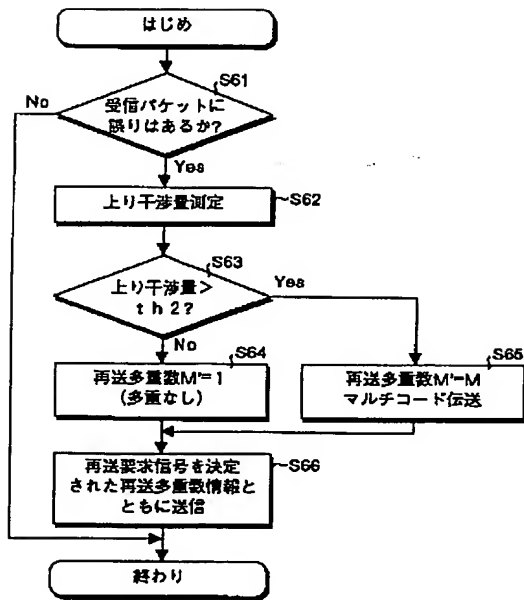 はじめ
S61
No
受信パケットに
誤りはあるか?
Yes
上り干渉量測定
S62
S63
上り干渉量>
th2?
Yes
No
S64
再送多重数M'=1
(多重なし)
S65
再送多重数M'=M
マルチコード伝送
再送要求信号を決定
された再送多重数情報と
ともに送信
S66
終わり